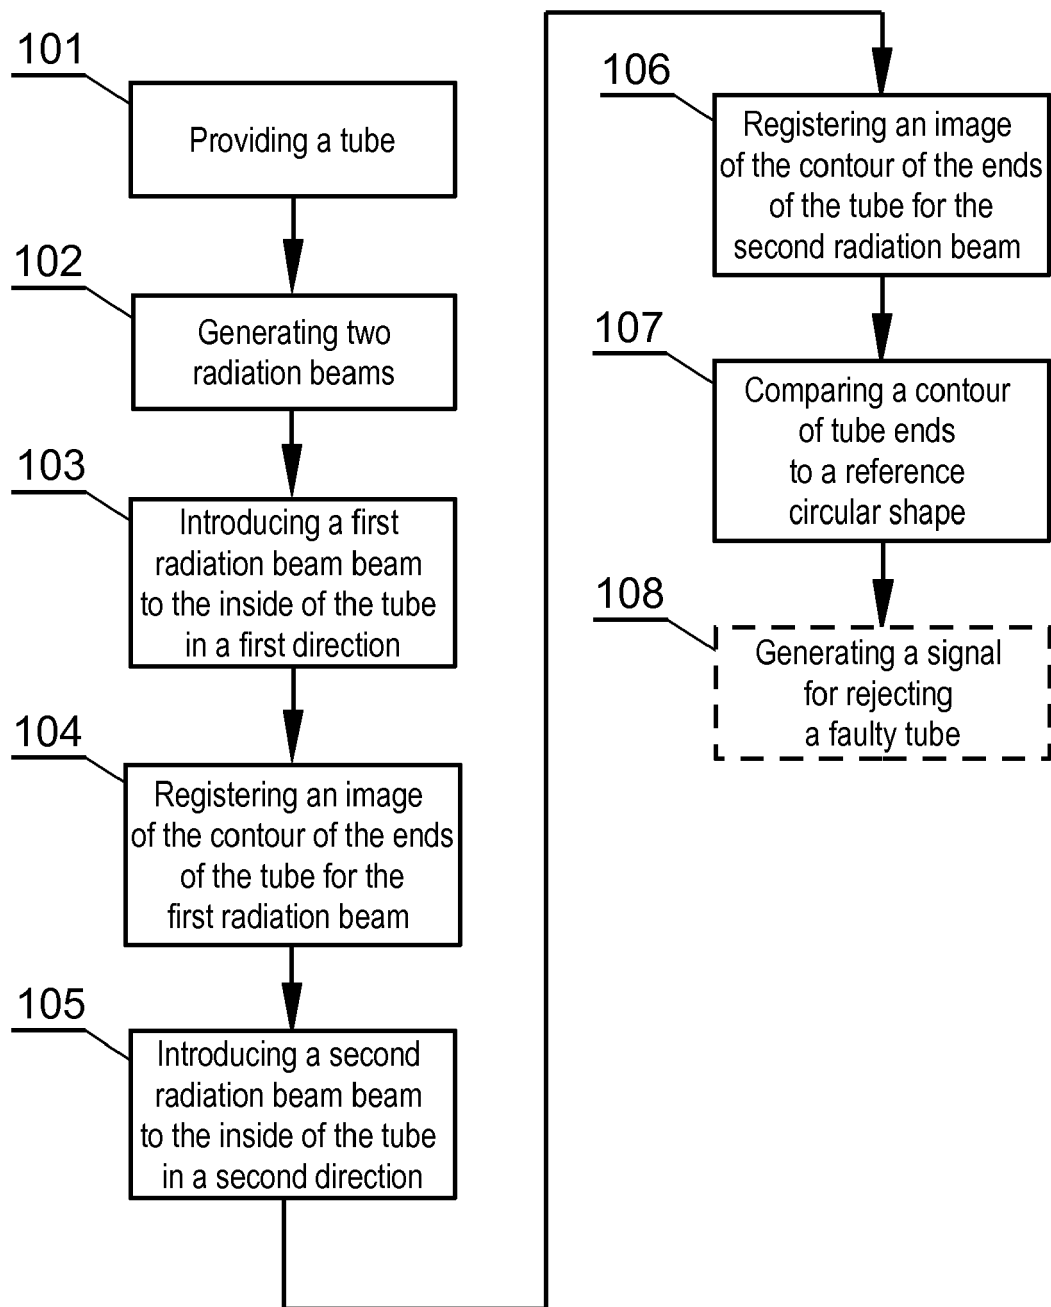 101
Providing a tube
102
Generating two
radiation beams
103
Introducing a first
radiation beam beam
to the inside of the tube
in a first direction
104
Registering an image
of the contour of the ends
of the tube for the
first radiation beam
105
Introducing a second
radiation beam beam
to the inside of the tube
in a second direction
106
Registering an image
of the contour of the ends
of the tube for the
second radiation beam
107
Comparing a contour
of tube ends
to a reference
circular shape
108
Generating a signal
for rejecting
a faulty tube